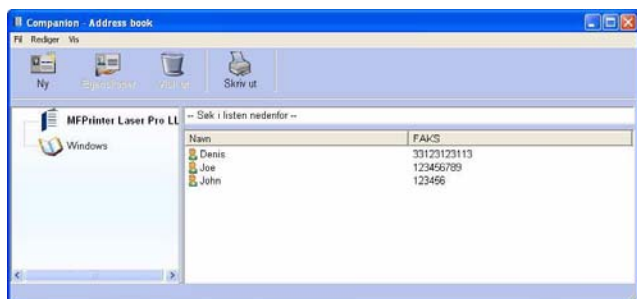 Companion - Address book
Fil Rediger Vis
Ny Egenskaper Skriv ut
MFPrinter Laser Pro LL
Windows
-- Søk i listen nedenfor --
Navn FAKS
Denis 33123123113
Joe 123456789
John 123456